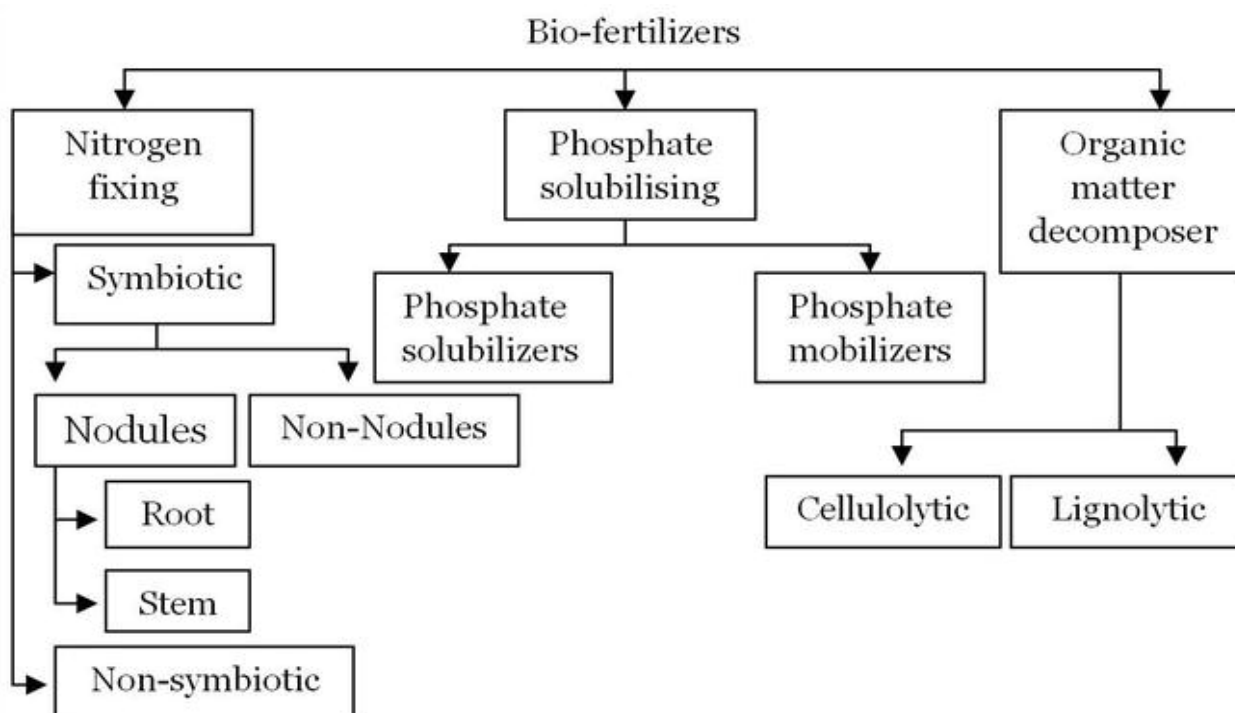 Bio-fertilizers
Nitrogen
fixing
Phosphate
solubilising
Organic
matter
decomposer
Symbiotic
Phosphate
solubilizers
Phosphate
mobilizers
Nodules
Non-Nodules
Root
Stem
Non-symbiotic
Cellulolytic
Lignolytic